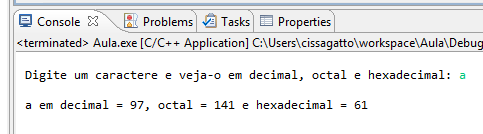 Console Problems Tasks Properties
<terminated> Aula.exe [C/C++ Application] C:\Users\cissagatto\workspace\Aula\Debug
Digite um caractere e veja-o em decimal, octal e hexadecimal: a
a em decimal = 97, octal = 141 e hexadecimal = 61